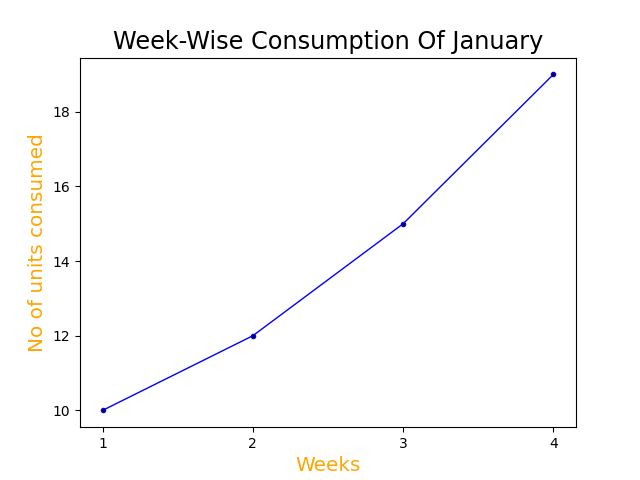 Week-Wise Consumption Of January
No of units consumed
18
16
14
12
10
1 2 3 4
Weeks